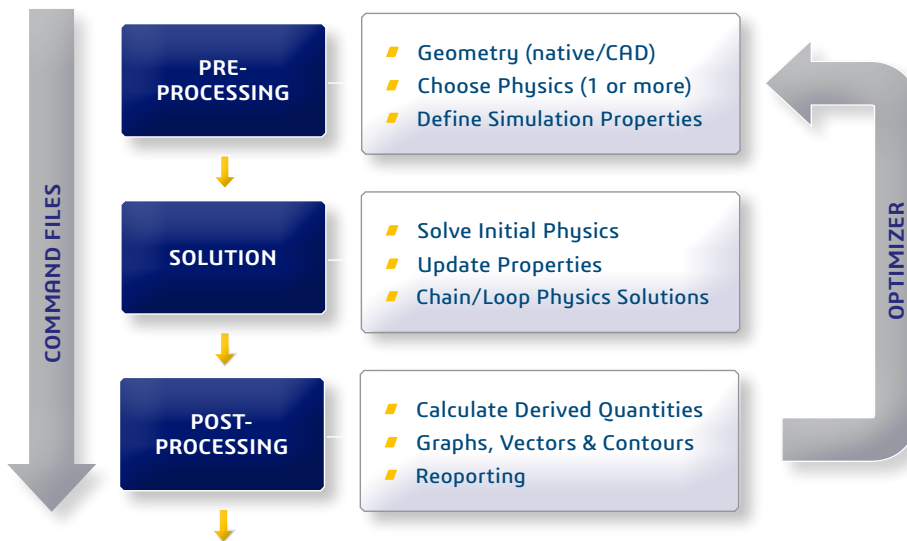 COMMAND FILES
PRE-
PROCESSING
Geometry (native/CAD)
Choose Physics (1 or more)
Define Simulation Properties
SOLUTION
Solve Initial Physics
Update Properties
Chain/Loop Physics Solutions
POST-
PROCESSING
Calculate Derived Quantities
Graphs, Vectors & Contours
Reoporting
OPTIMIZER